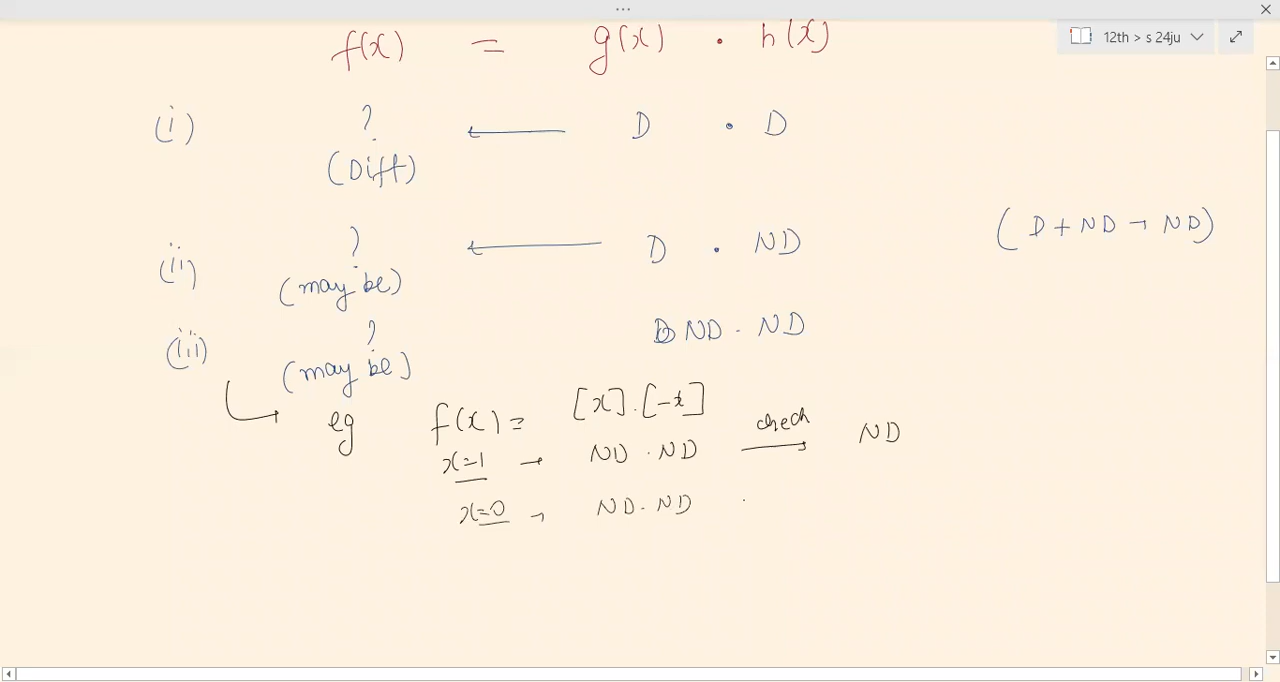 12th > s 24ju
f(x) = g(x) . h(x)
(i) ? ← D . D
(Diff)
(D + ND → ND)
(ii) ? ← D . ND
(may be)
(iii) ? ND . ND
(may be)
eg f(x) = [x].[-x]
x=1 → ND . ND check → ND
x=0 → ND . ND